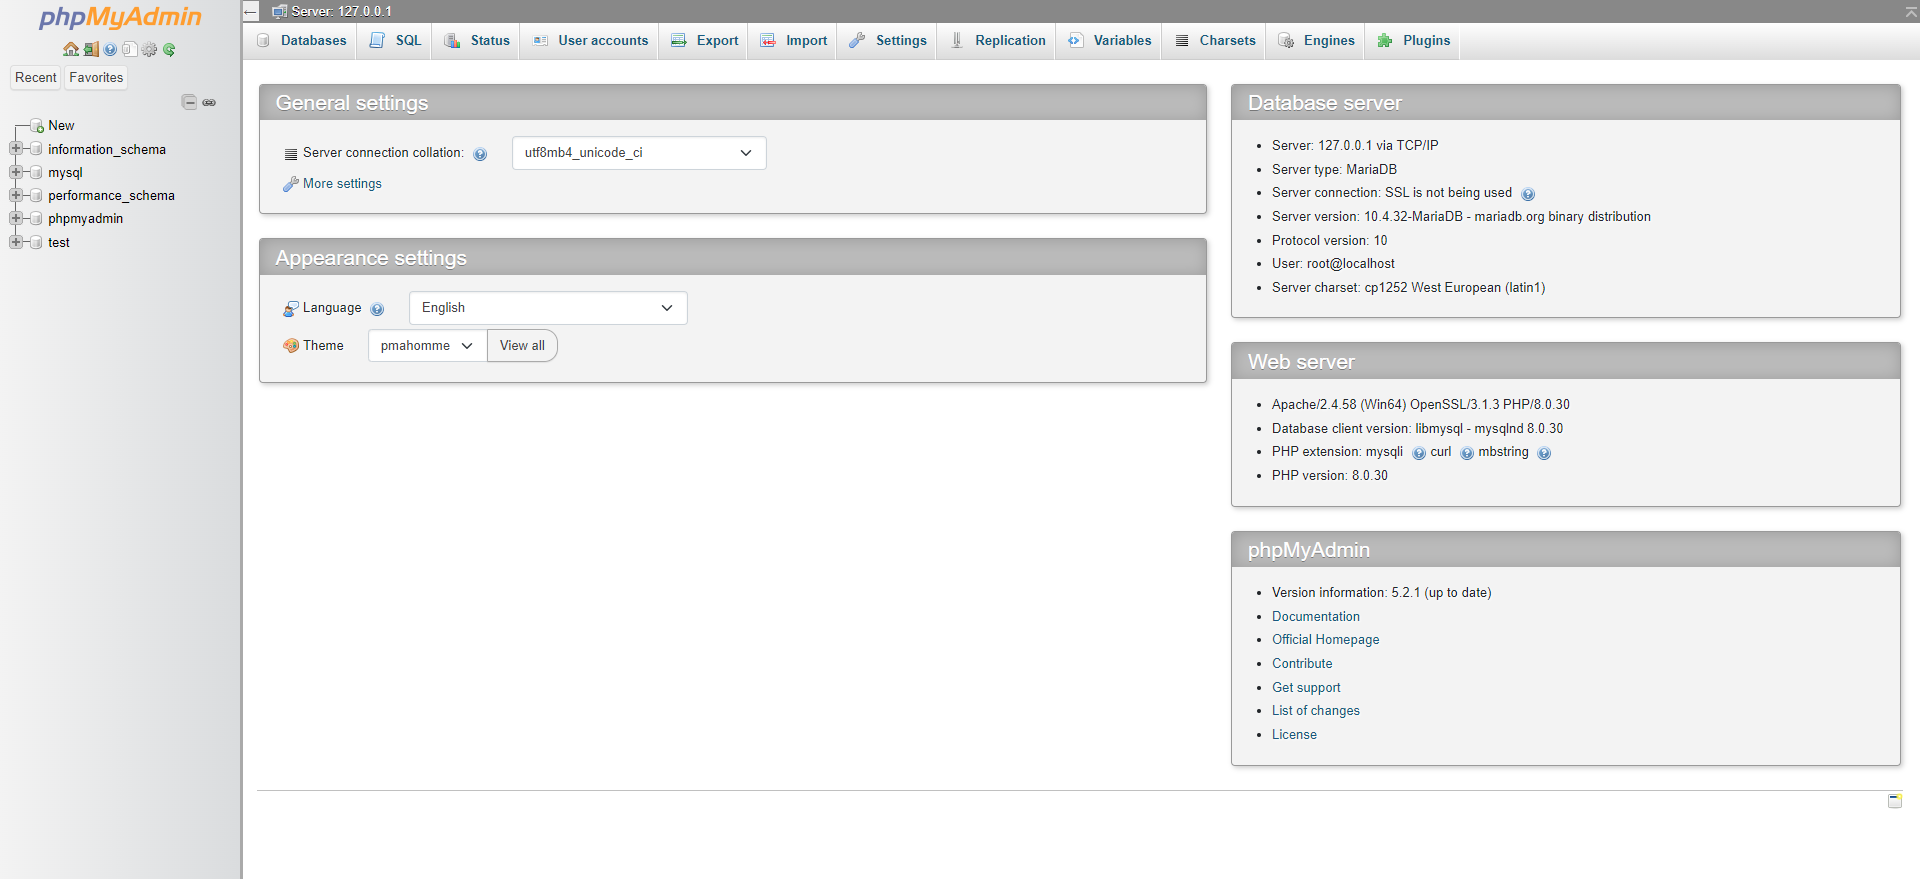 phpMyAdmin
Recent Favorites
New
information_schema
mysql
performance_schema
phpmyadmin
test
Server: 127.0.0.1
Databases SQL Status User accounts Export Import Settings Replication Variables Charsets Engines Plugins
General settings
Server connection collation: utf8mb4_unicode_ci
More settings
Appearance settings
Language English
Theme pmahomme View all
Database server
Server: 127.0.0.1 via TCP/IP
Server type: MariaDB
Server connection: SSL is not being used
Server version: 10.4.32-MariaDB - mariadb.org binary distribution
Protocol version: 10
User: root@localhost
Server charset: cp1252 West European (latin1)
Web server
Apache/2.4.58 (Win64) OpenSSL/3.1.3 PHP/8.0.30
Database client version: libmysql - mysqlnd 8.0.30
PHP extension: mysqli curl mbstring
PHP version: 8.0.30
phpMyAdmin
Version information: 5.2.1 (up to date)
Documentation
Official Homepage
Contribute
Get support
List of changes
License